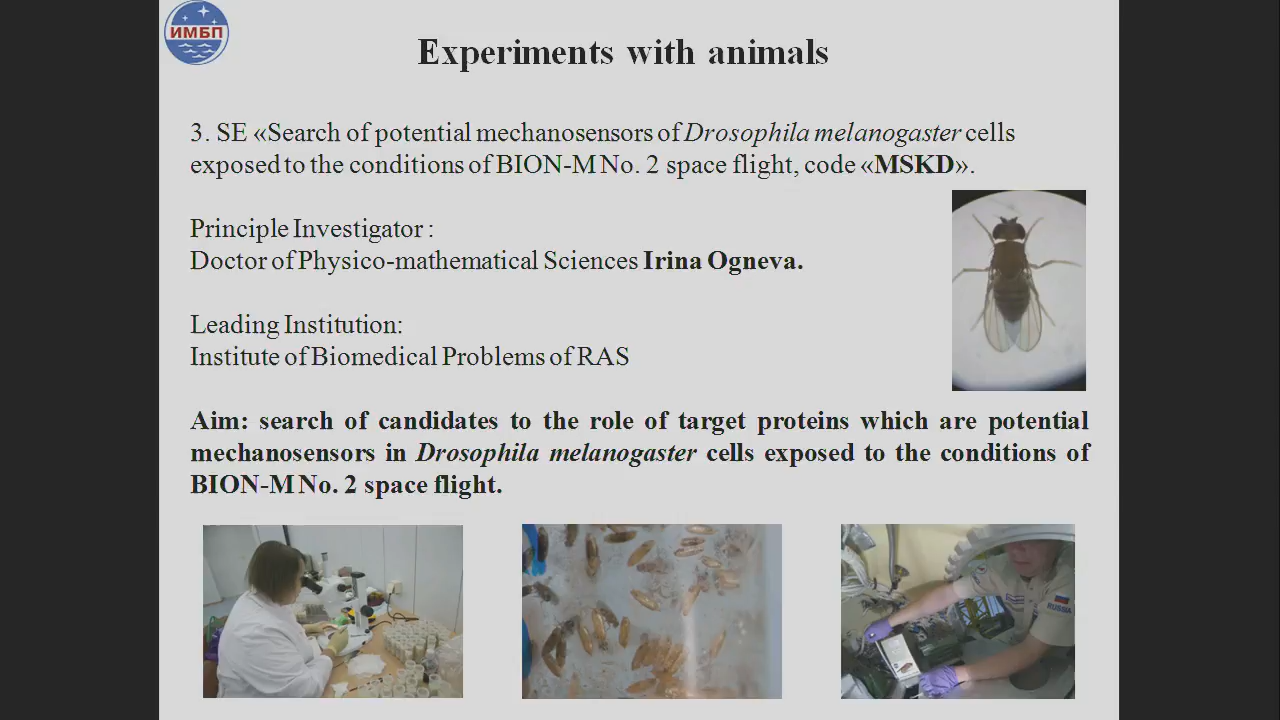 ИМБП
Experiments with animals
3. SE «Search of potential mechanosensors of Drosophila melanogaster cells
exposed to the conditions of BION-M No. 2 space flight, code «MSKD».
Principle Investigator :
Doctor of Physico-mathematical Sciences Irina Ogneva.
Leading Institution:
Institute of Biomedical Problems of RAS
Aim: search of candidates to the role of target proteins which are potential
mechanosensors in Drosophila melanogaster cells exposed to the conditions of
BION-M No. 2 space flight.
RUSSIA